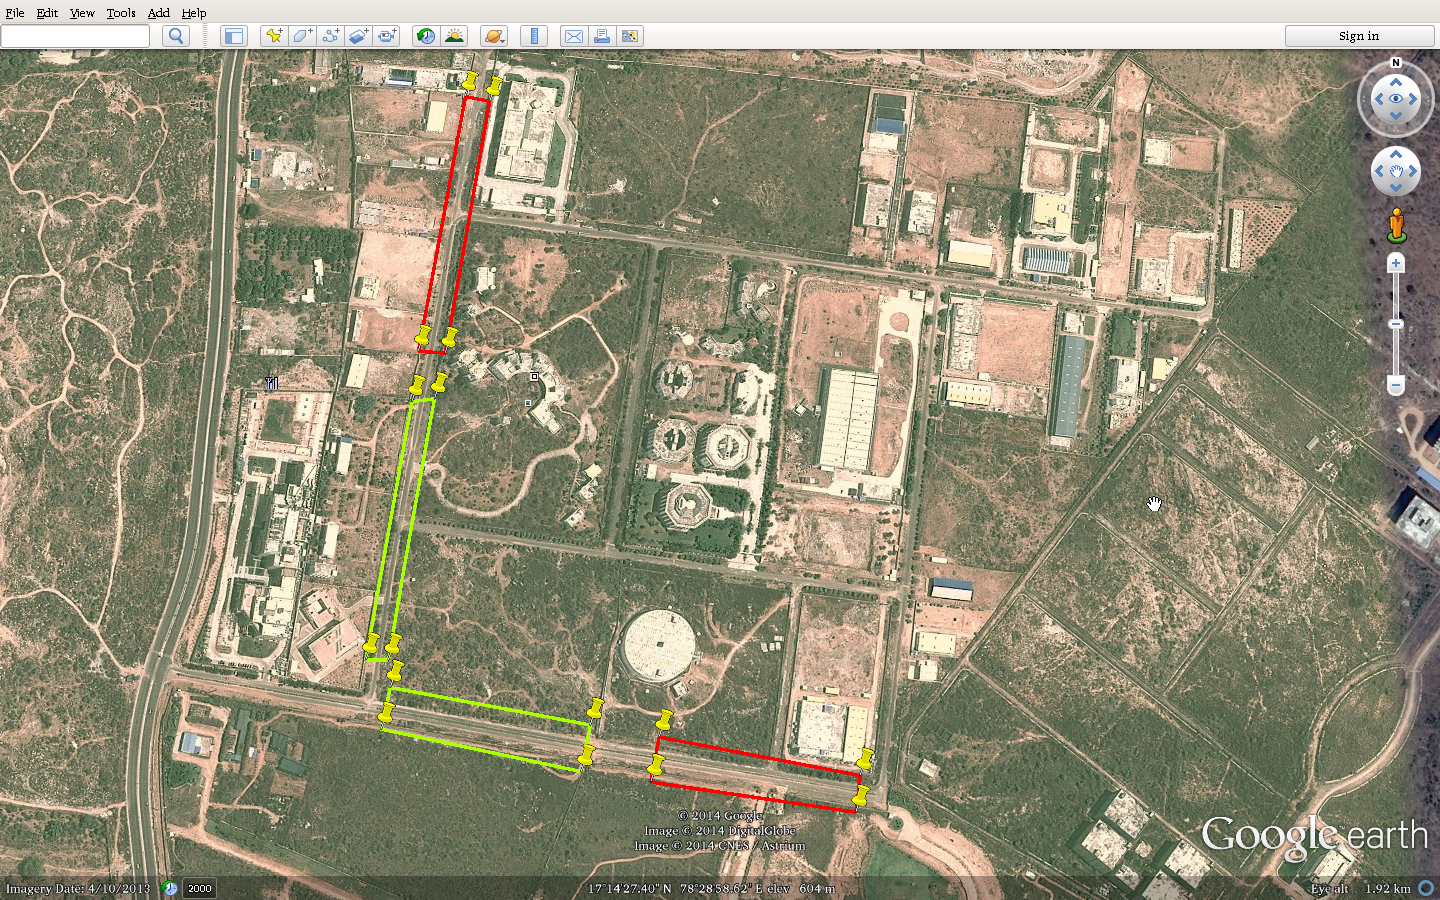 File Edit View Tools Add Help
Sign in
N
© 2014 Google
Image © 2014 DigitalGlobe
Image © 2014 CNES / Astrium
Google earth
Imagery Date: 4/10/2013 2000 17°14'27.40" N 78°28'58.62" E elev 604 m Eye alt 1.92 km